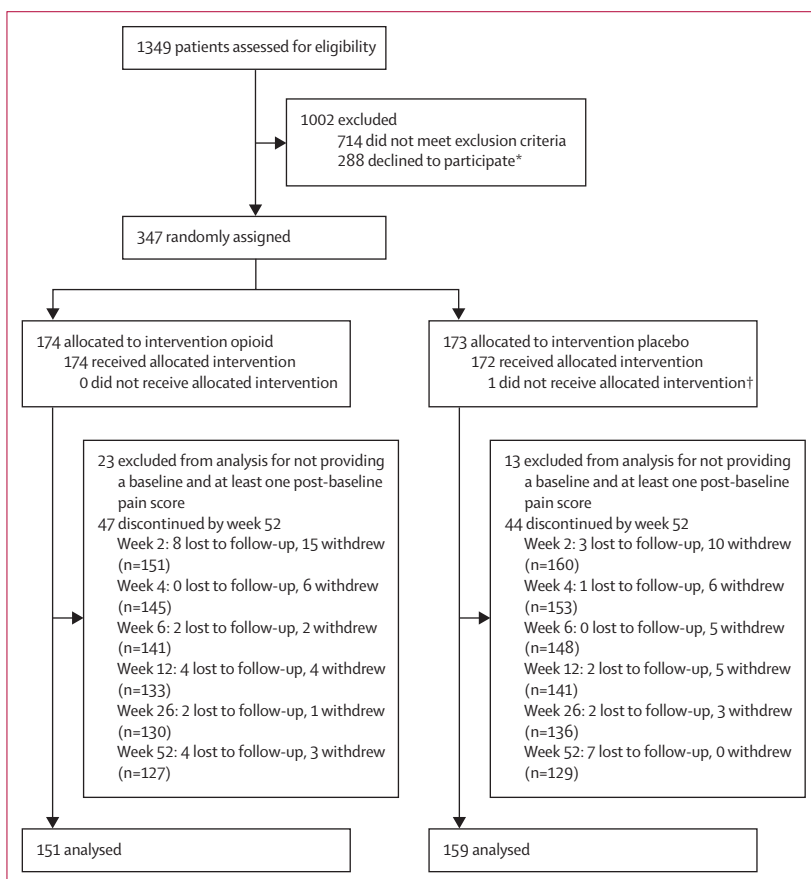 1349 patients assessed for eligibility
1002 excluded
714 did not meet exclusion criteria
288 declined to participate*
347 randomly assigned
174 allocated to intervention opioid
174 received allocated intervention
0 did not receive allocated intervention
173 allocated to intervention placebo
172 received allocated intervention
1 did not receive allocated intervention†
23 excluded from analysis for not providing
a baseline and at least one post-baseline
pain score
47 discontinued by week 52
Week 2: 8 lost to follow-up, 15 withdrew
(n=151)
Week 4: 0 lost to follow-up, 6 withdrew
(n=145)
Week 6: 2 lost to follow-up, 2 withdrew
(n=141)
Week 12: 4 lost to follow-up, 4 withdrew
(n=133)
Week 26: 2 lost to follow-up, 1 withdrew
(n=130)
Week 52: 4 lost to follow-up, 3 withdrew
(n=127)
13 excluded from analysis for not providing
a baseline and at least one post-baseline
pain score
44 discontinued by week 52
Week 2: 3 lost to follow-up, 10 withdrew
(n=160)
Week 4: 1 lost to follow-up, 6 withdrew
(n=153)
Week 6: 0 lost to follow-up, 5 withdrew
(n=148)
Week 12: 2 lost to follow-up, 5 withdrew
(n=141)
Week 26: 2 lost to follow-up, 3 withdrew
(n=136)
Week 52: 7 lost to follow-up, 0 withdrew
(n=129)
151 analysed
159 analysed